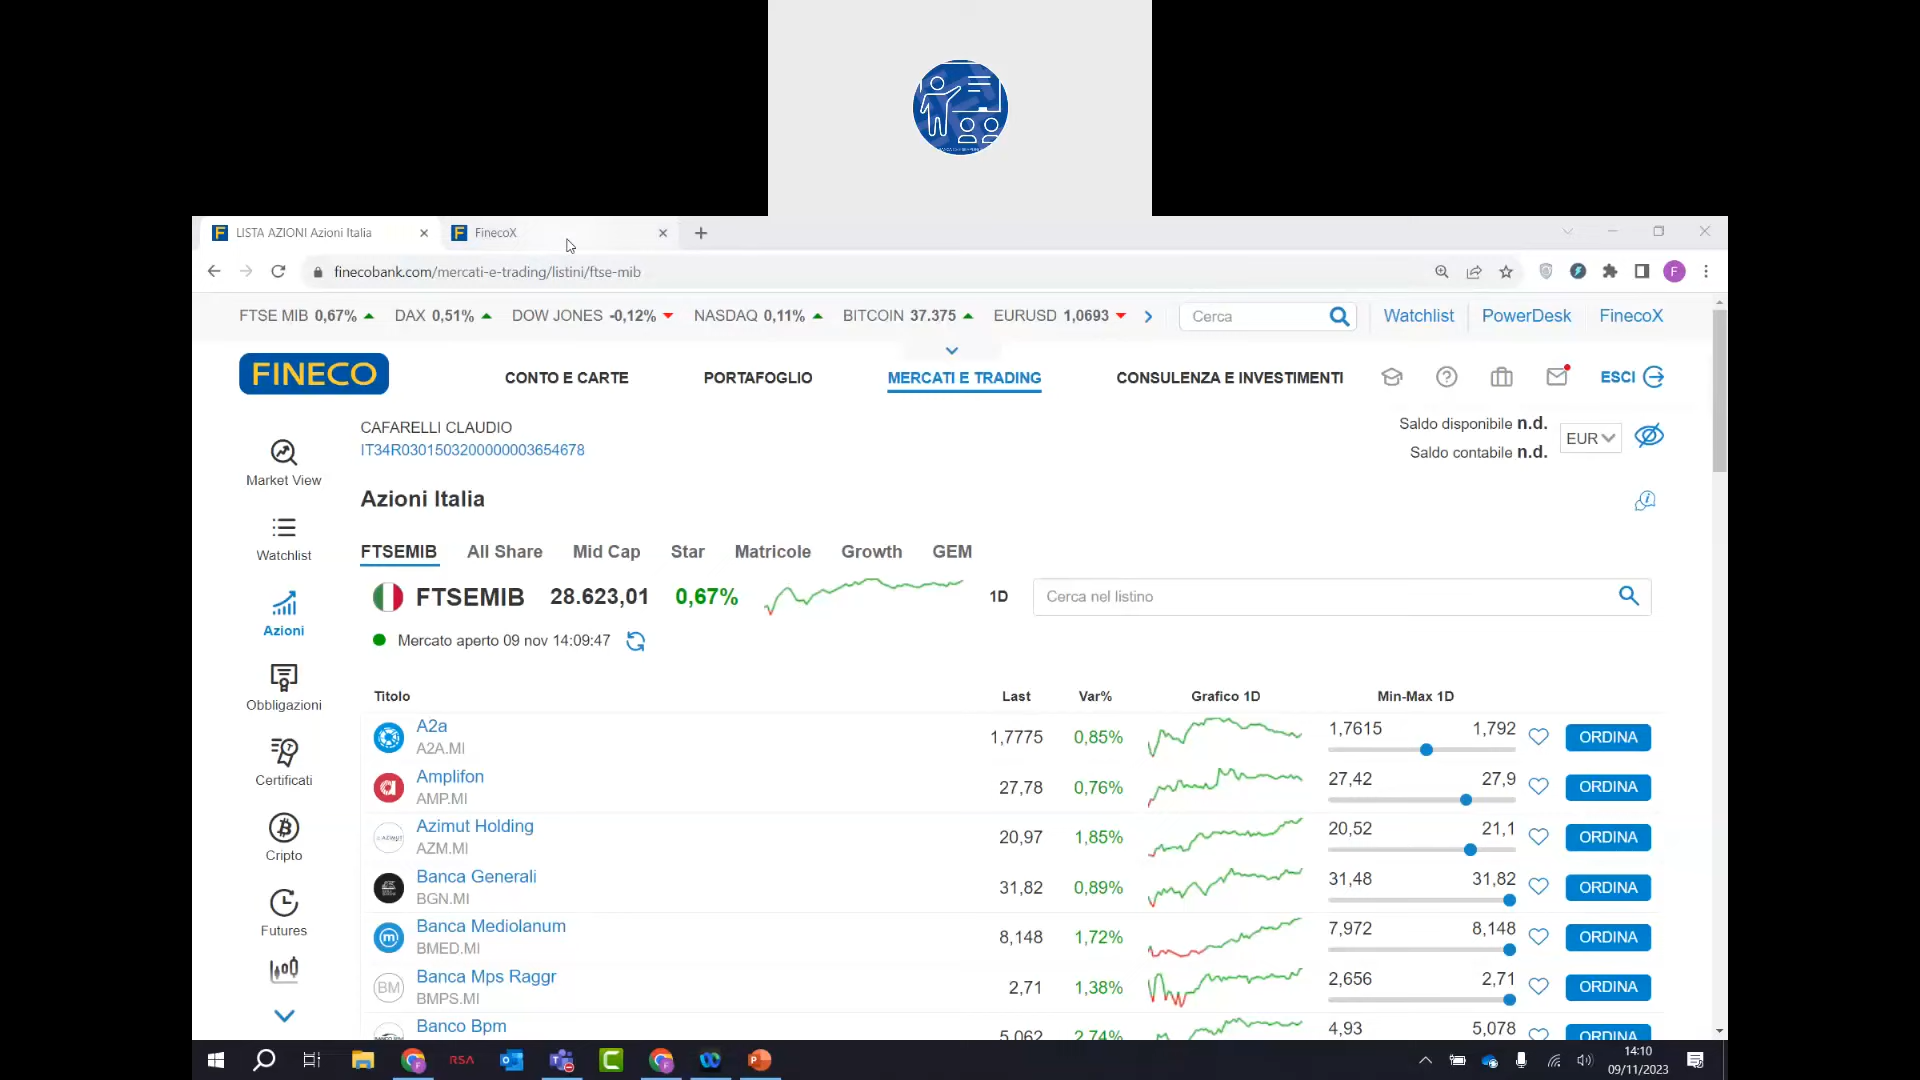 LISTA AZIONI Azioni Italia
FinecoX
finecobank.com/mercati-e-trading/listini/ftse-mib
F
FTSE MIB 0,67% DAX 0,51% DOW JONES -0,12% NASDAQ 0,11% BITCOIN 37.375 EURUSD 1,0693 Cerca Watchlist PowerDesk FinecoX
FINECO CONTO E CARTE PORTAFOGLIO MERCATI E TRADING CONSULENZA E INVESTIMENTI ESCI
CAFARELLI CLAUDIO
IT34R0301503200000003654678
Saldo disponibile n.d.
Saldo contabile n.d.
EUR
Market View
Watchlist
Azioni
Obbligazioni
Certificati
Cripto
Futures
Azioni Italia
FTSEMIB All Share Mid Cap Star Matricole Growth GEM
FTSEMIB 28.623,01 0,67% 1D Cerca nel listino
Mercato aperto 09 nov 14:09:47
Titolo Last Var% Grafico 1D Min-Max 1D
A2a 1,7775 0,85% 1,7615 1,792 ORDINA
A2A.MI
Amplifon 27,78 0,76% 27,42 27,9 ORDINA
AMP.MI
Azimut Holding 20,97 1,85% 20,52 21,1 ORDINA
AZM.MI
Banca Generali 31,82 0,89% 31,48 31,82 ORDINA
BGN.MI
Banca Mediolanum 8,148 1,72% 7,972 8,148 ORDINA
BMED.MI
BM Banca Mps Raggr 2,71 1,38% 2,656 2,71 ORDINA
BMPS.MI
Banco Bpm 5,062 2,74% 4,93 5,078 ORDINA
RSA
14:10
09/11/2023